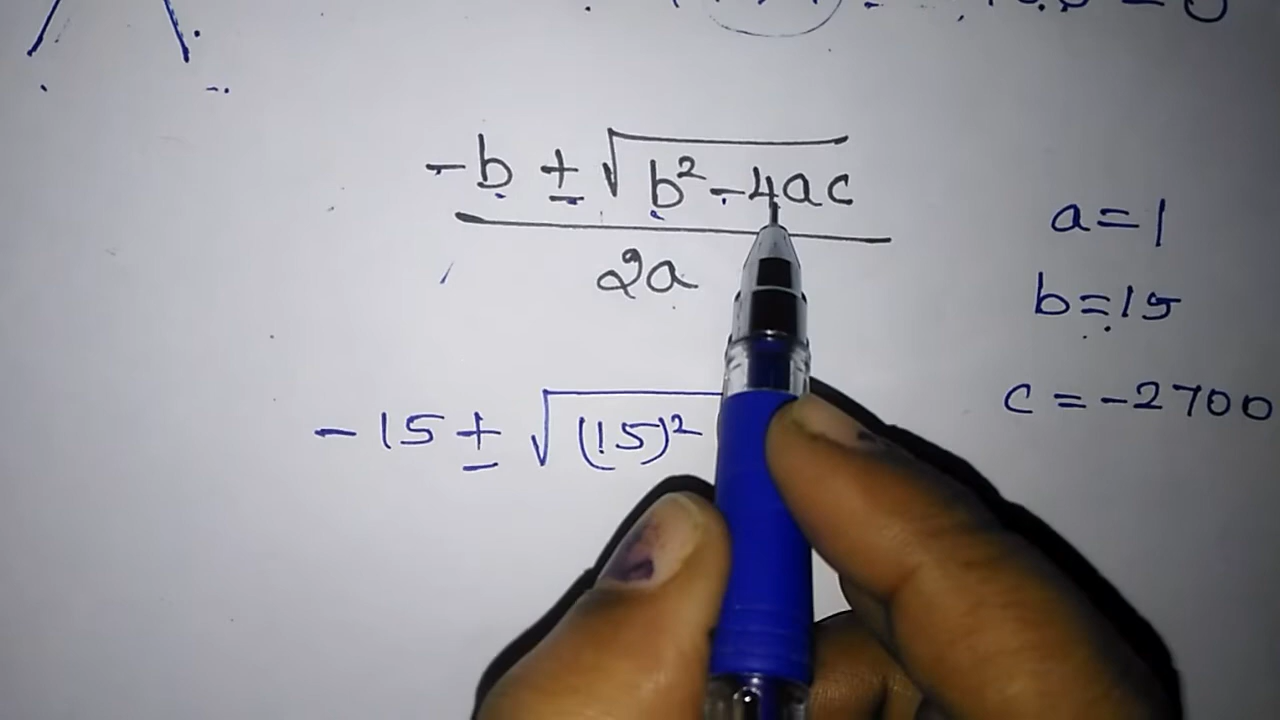 -b ± √b² - 4ac
2a
a = 1
b = 15
c = -2700
-15 ± √(15)²